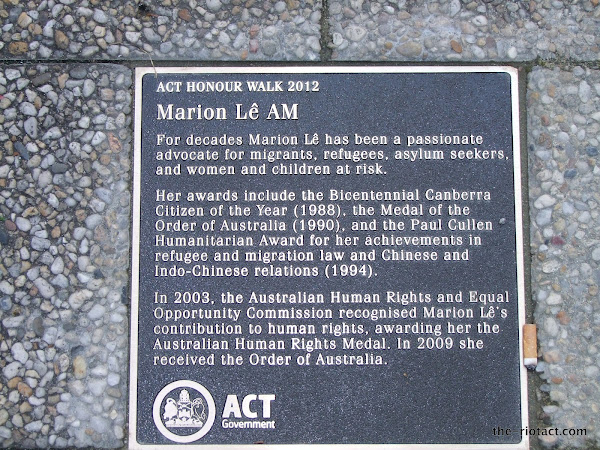 ACT HONOUR WALK 2012
Marion Lê AM
For decades Marion Lê has been a passionate
advocate for migrants, refugees, asylum seekers,
and women and children at risk.
Her awards include the Bicentennial Canberra
Citizen of the Year (1988), the Medal of the
Order of Australia (1990), and the Paul Cullen
Humanitarian Award for her achievements in
refugee and migration law and Chinese and
Indo-Chinese relations (1994).
In 2003, the Australian Human Rights and Equal
Opportunity Commission recognised Marion Lê's
contribution to human rights, awarding her the
Australian Human Rights Medal. In 2009 she
received the Order of Australia.
ACT
Government
the-riotact.com